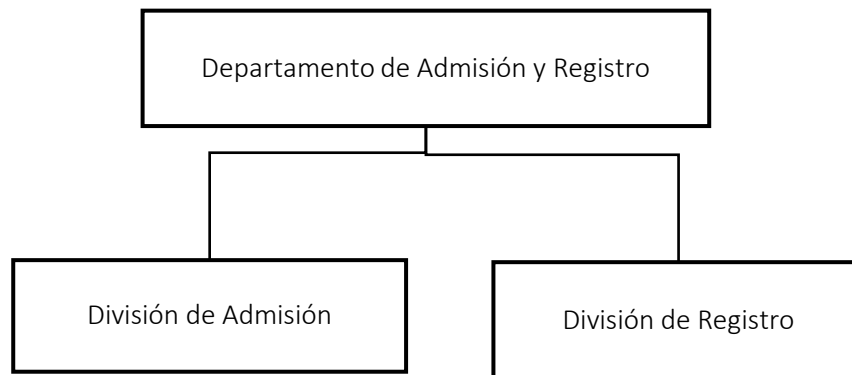 Departamento de Admisión y Registro
División de Admisión
División de Registro